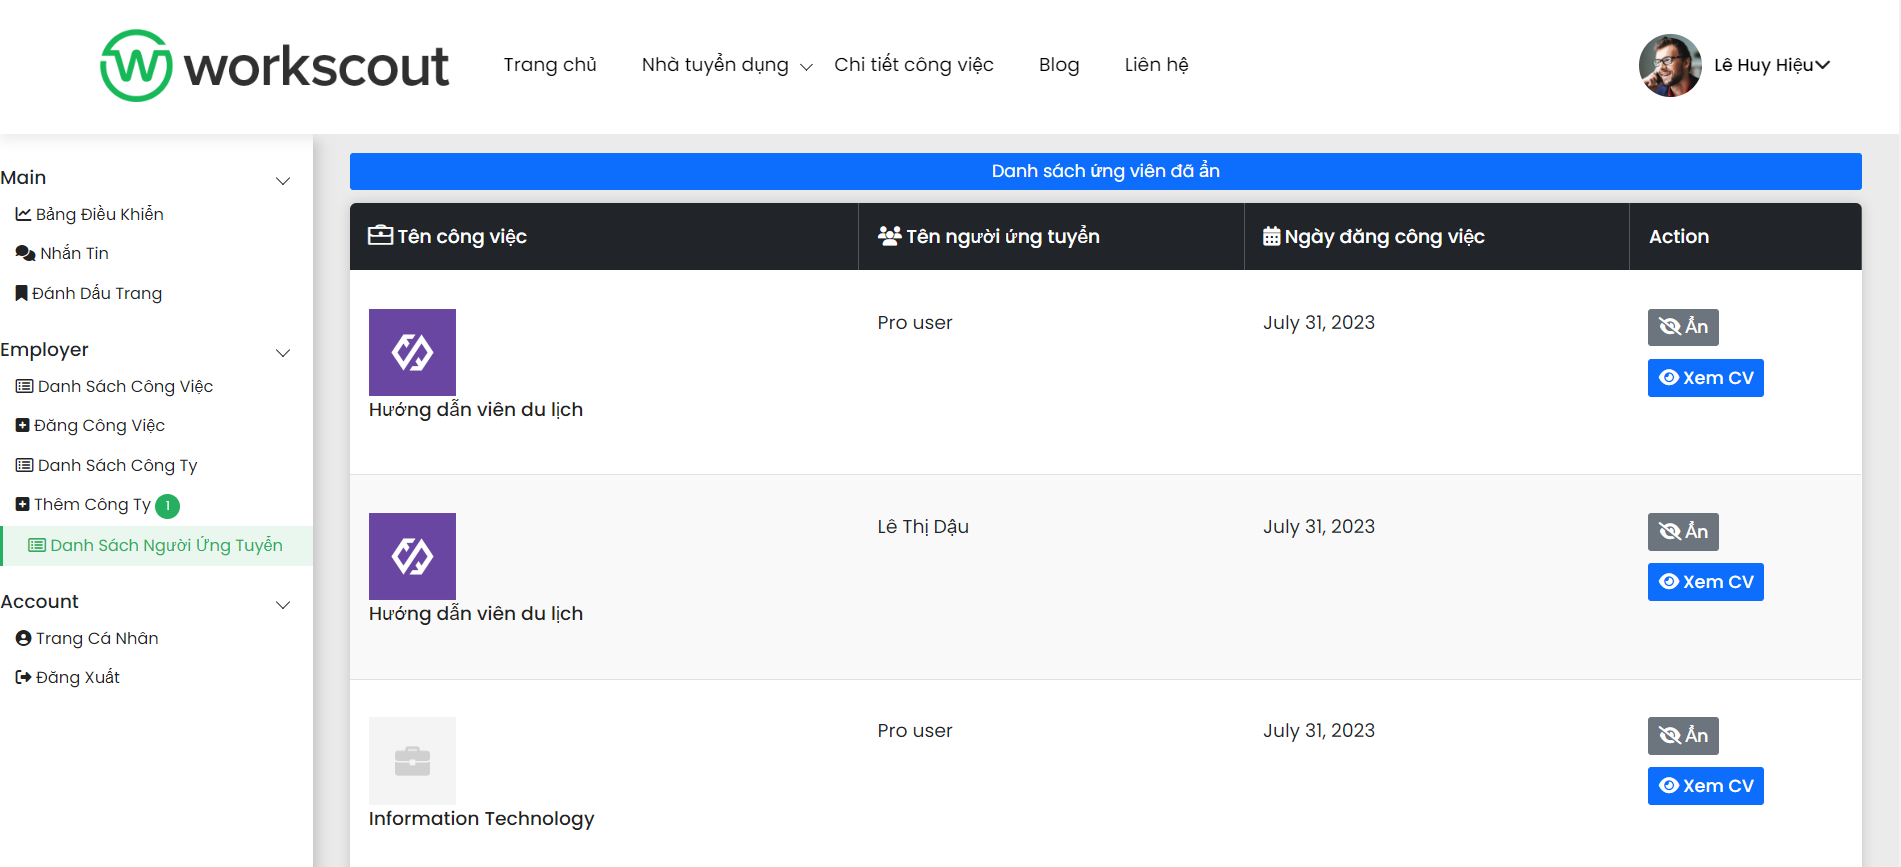 workscout
Trang chủ
Nhà tuyển dụng
Chi tiết công việc
Blog
Liên hệ
Lê Huy Hiệu
Main
Bảng Điều Khiển
Nhắn Tin
Đánh Dấu Trang
Employer
Danh Sách Công Việc
Đăng Công Việc
Danh Sách Công Ty
Thêm Công Ty 1
Danh Sách Người Ứng Tuyển
Account
Trang Cá Nhân
Đăng Xuất
Danh sách ứng viên đã ẩn
Tên công việc
Tên người ứng tuyển
Ngày đăng công việc
Action
Hướng dẫn viên du lịch
Pro user
July 31, 2023
Ẩn
Xem CV
Hướng dẫn viên du lịch
Lê Thị Dậu
July 31, 2023
Ẩn
Xem CV
Information Technology
Pro user
July 31, 2023
Ẩn
Xem CV